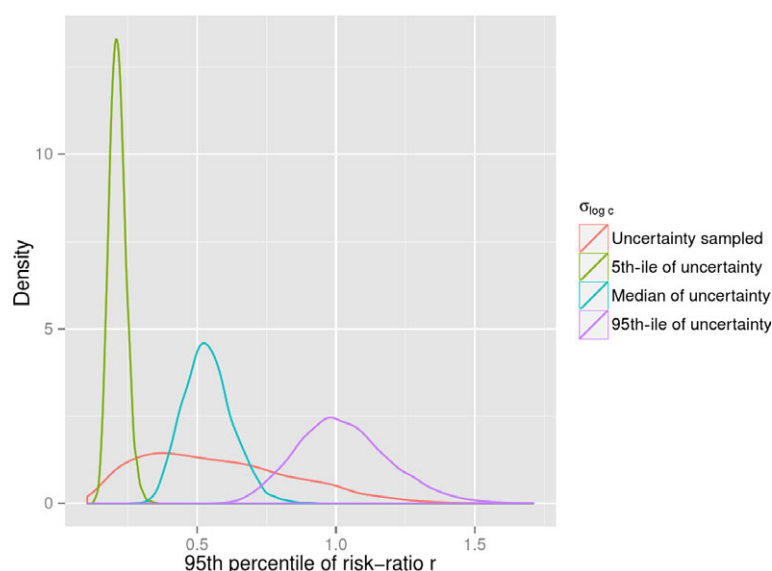 10
5
0
Density
0.5 1.0 1.5
95th percentile of risk−ratio r
σlog c
Uncertainty sampled
5th-ile of uncertainty
Median of uncertainty
95th-ile of uncertainty